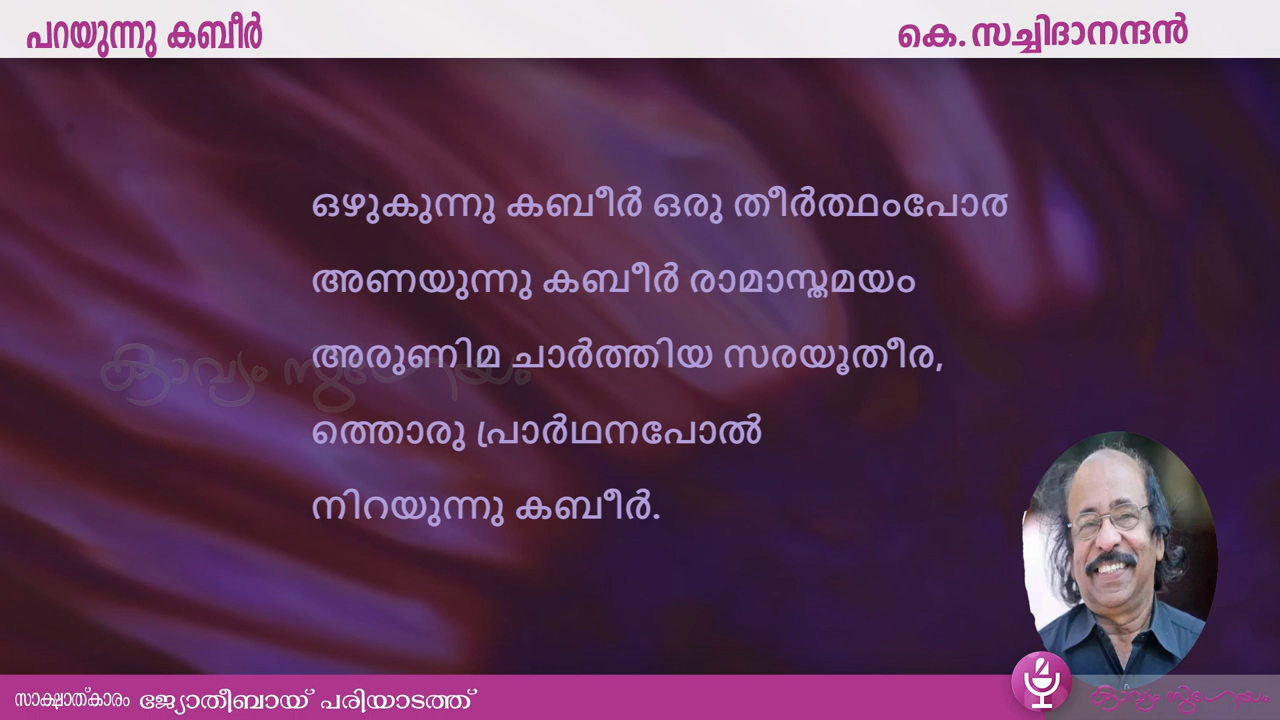 പറയുന്നു കബീർ
കെ. സച്ചിദാനന്ദൻ
ഒഴുകുന്നു കബീർ ഒരു തീർത്ഥംപോര
അണയുന്നു കബീർ രാമാസ്തമയം
അരുണിമ ചാർത്തിയ സരയൂതീര,
ത്തൊരു പ്രാർഥനപോൽ
നിറയുന്നു കബീർ.
കാവ്യം സുഗേയം
സാക്ഷാത്കാരം ജ്യോതീബായ് പരിയാടത്ത്
കാവ്യം സുഗേയം